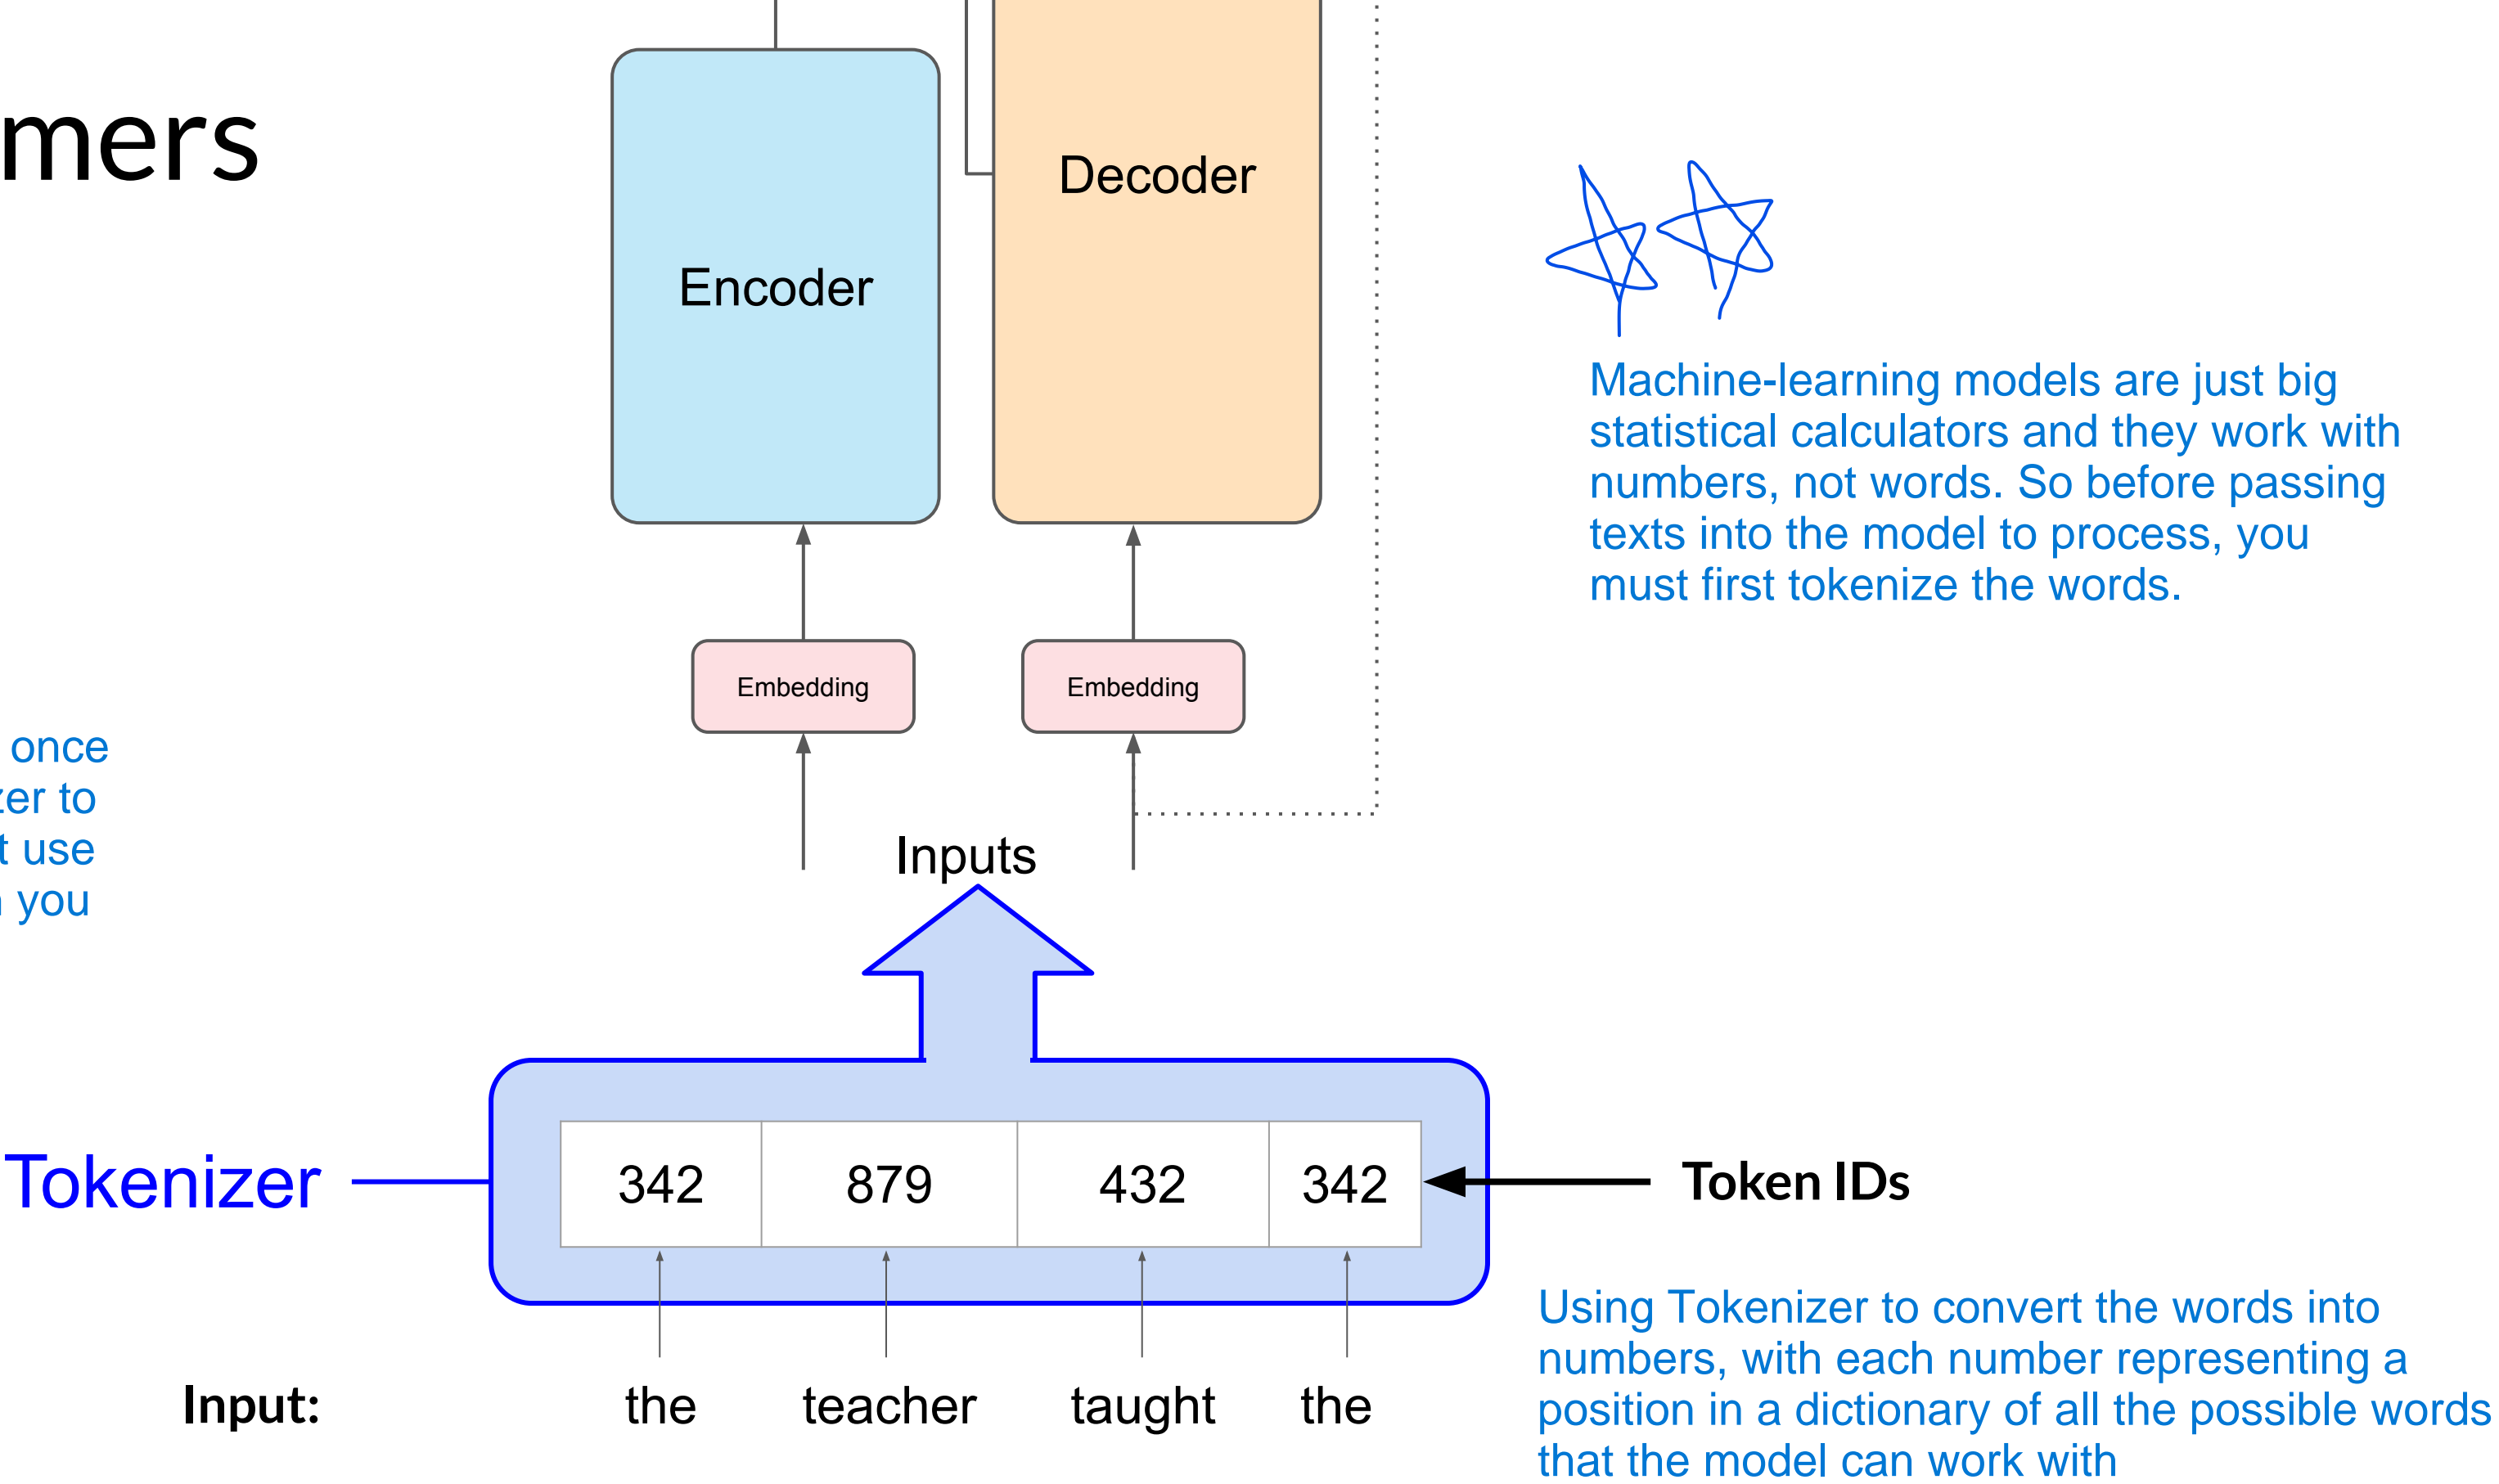 mers
Encoder
Decoder
Machine-learning models are just big
statistical calculators and they work with
numbers, not words. So before passing
texts into the model to process, you
must first tokenize the words.
Embedding
Embedding
once
zer to
t use
you
Inputs
Tokenizer
342 879 432 342
Token IDs
Using Tokenizer to convert the words into
numbers, with each number representing a
position in a dictionary of all the possible words
that the model can work with
Input: the teacher taught the